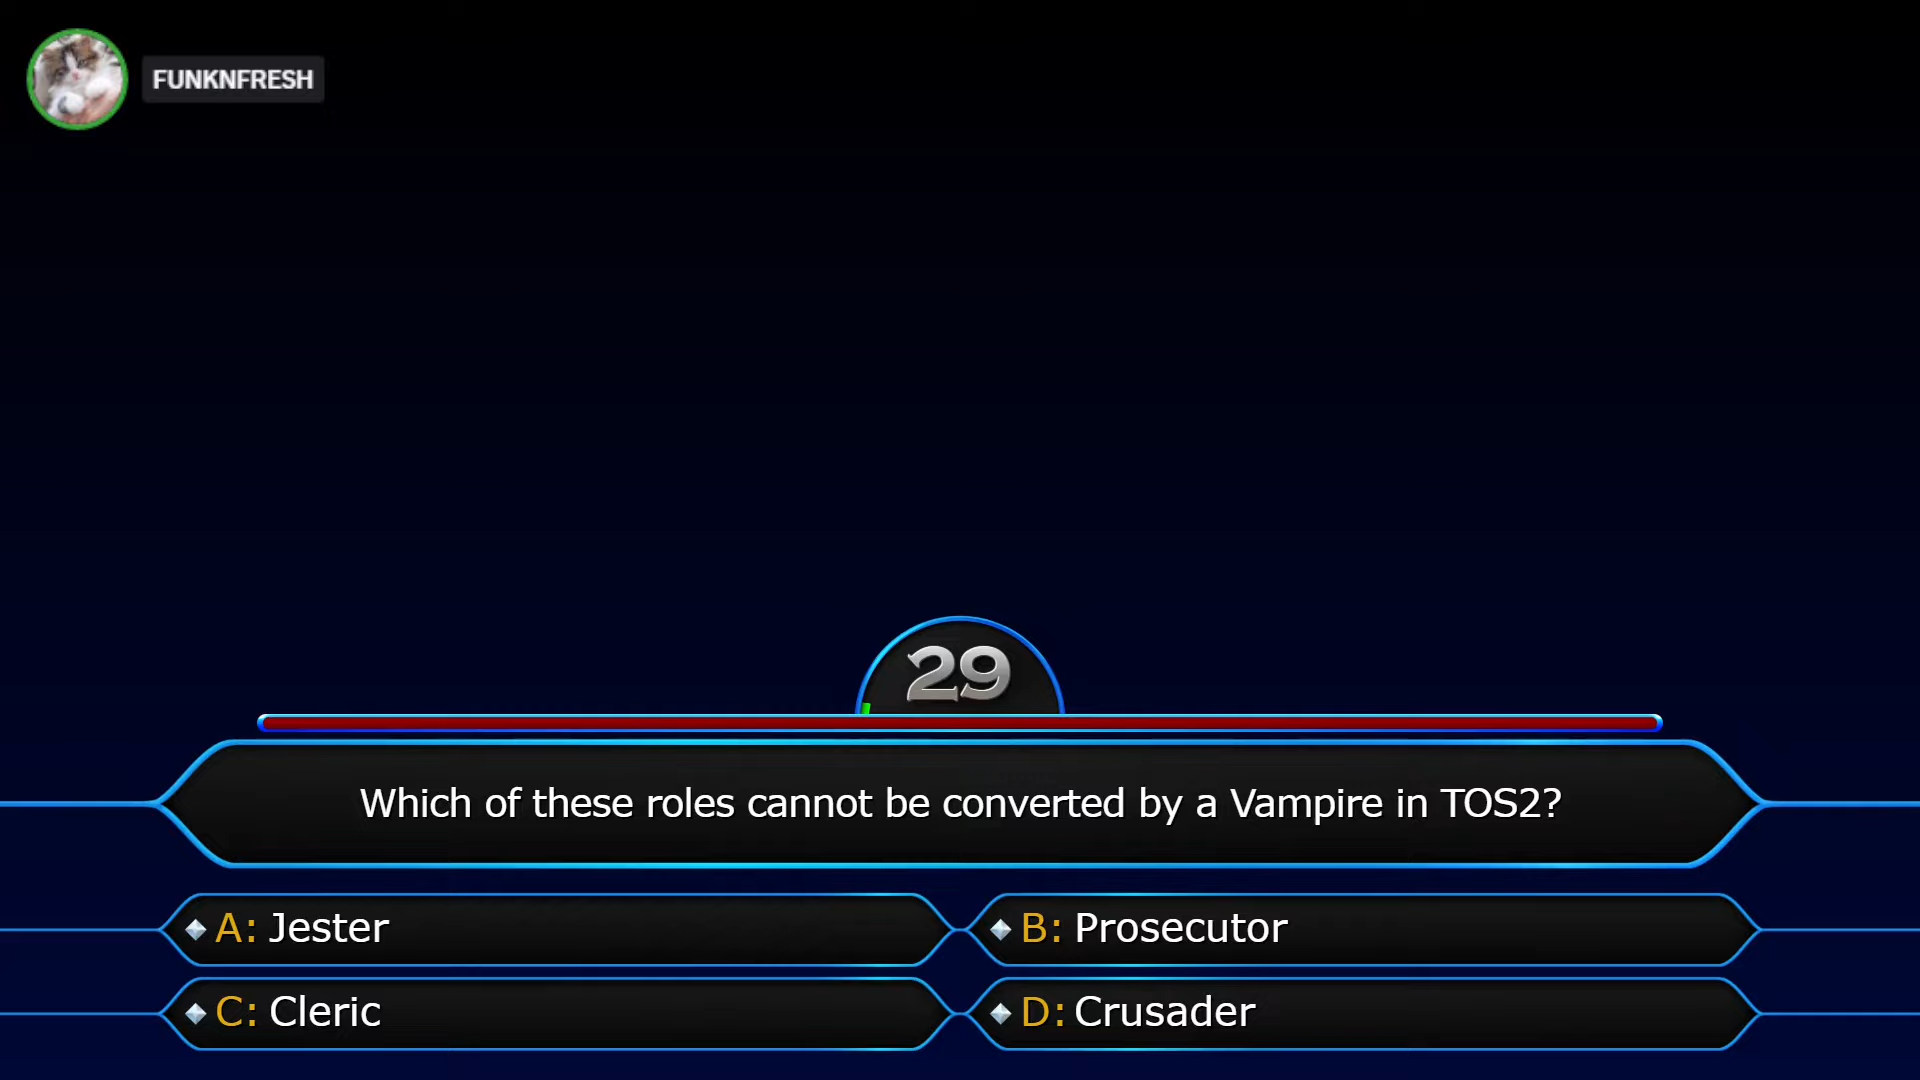 FUNKNFRESH
29
Which of these roles cannot be converted by a Vampire in TOS2?
A: Jester
B: Prosecutor
C: Cleric
D: Crusader